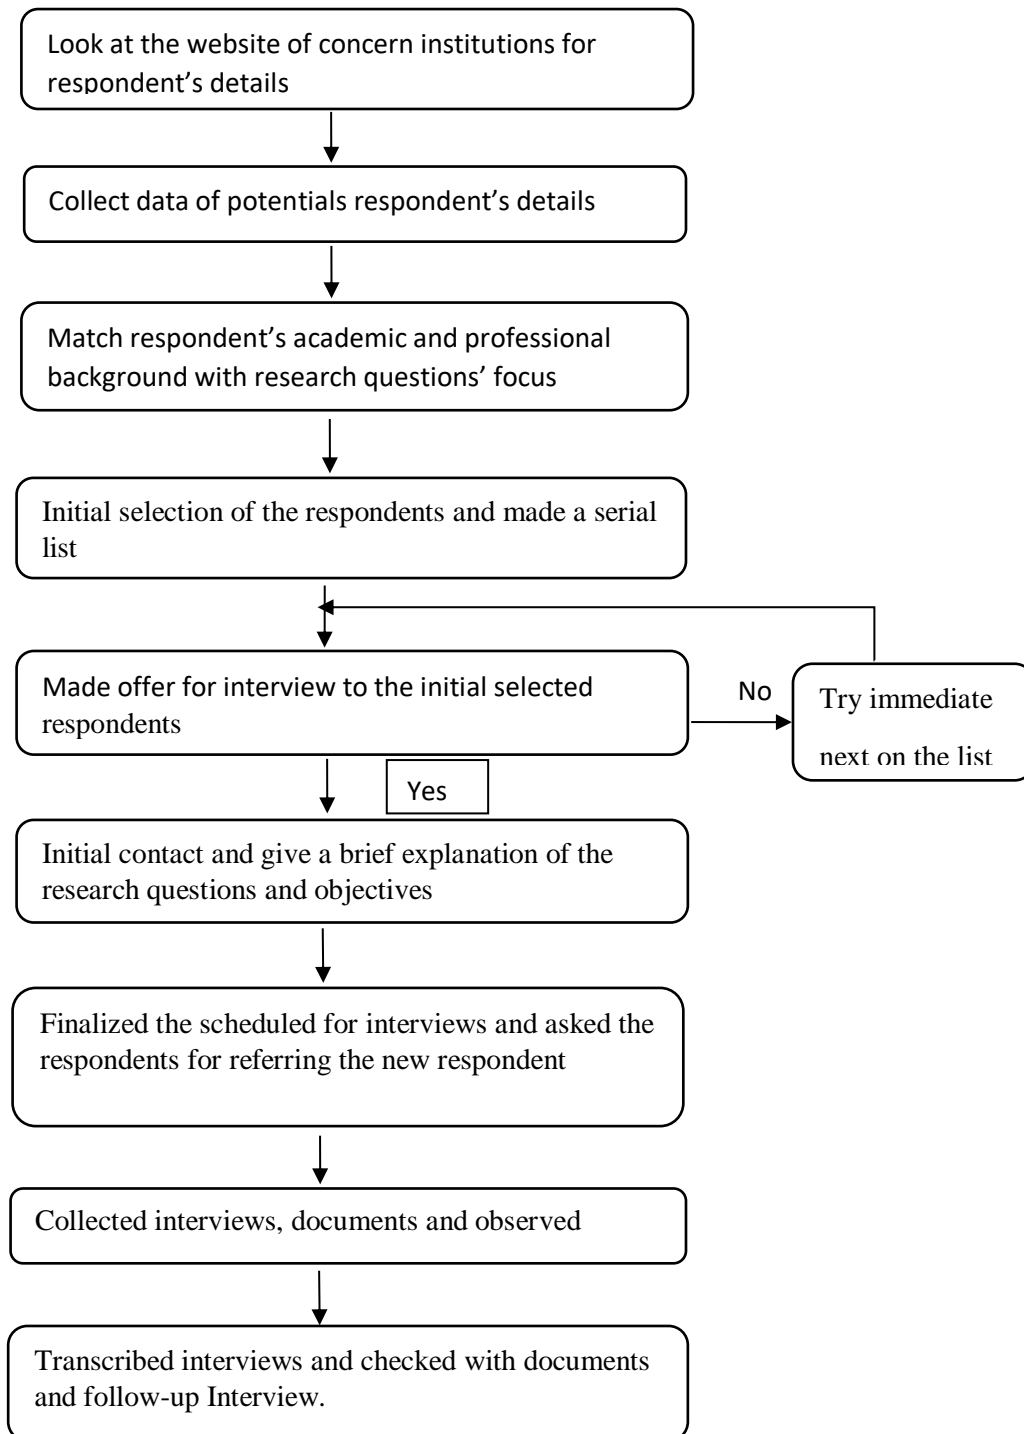 Look at the website of concern institutions for
respondent’s details
Collect data of potentials respondent’s details
Match respondent’s academic and professional
background with research questions’ focus
Initial selection of the respondents and made a serial
list
Made offer for interview to the initial selected
respondents
No
Try immediate
next on the list
Yes
Initial contact and give a brief explanation of the
research questions and objectives
Finalized the scheduled for interviews and asked the
respondents for referring the new respondent
Collected interviews, documents and observed
Transcribed interviews and checked with documents
and follow-up Interview.